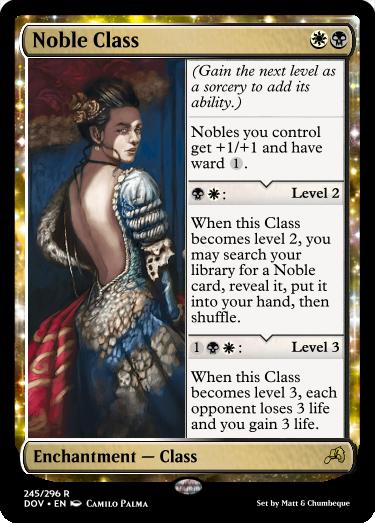 Noble Class
(Gain the next level as
a sorcery to add its
ability.)
Nobles you control
get +1/+1 and have
ward 1.
: Level 2
When this Class
becomes level 2, you
may search your
library for a Noble
card, reveal it, put it
into your hand, then
shuffle.
1 : Level 3
When this Class
becomes level 3, each
opponent loses 3 life
and you gain 3 life.
Enchantment — Class
245/296 R
DOV • EN Camilo Palma
Set by Matt & Chumbeque